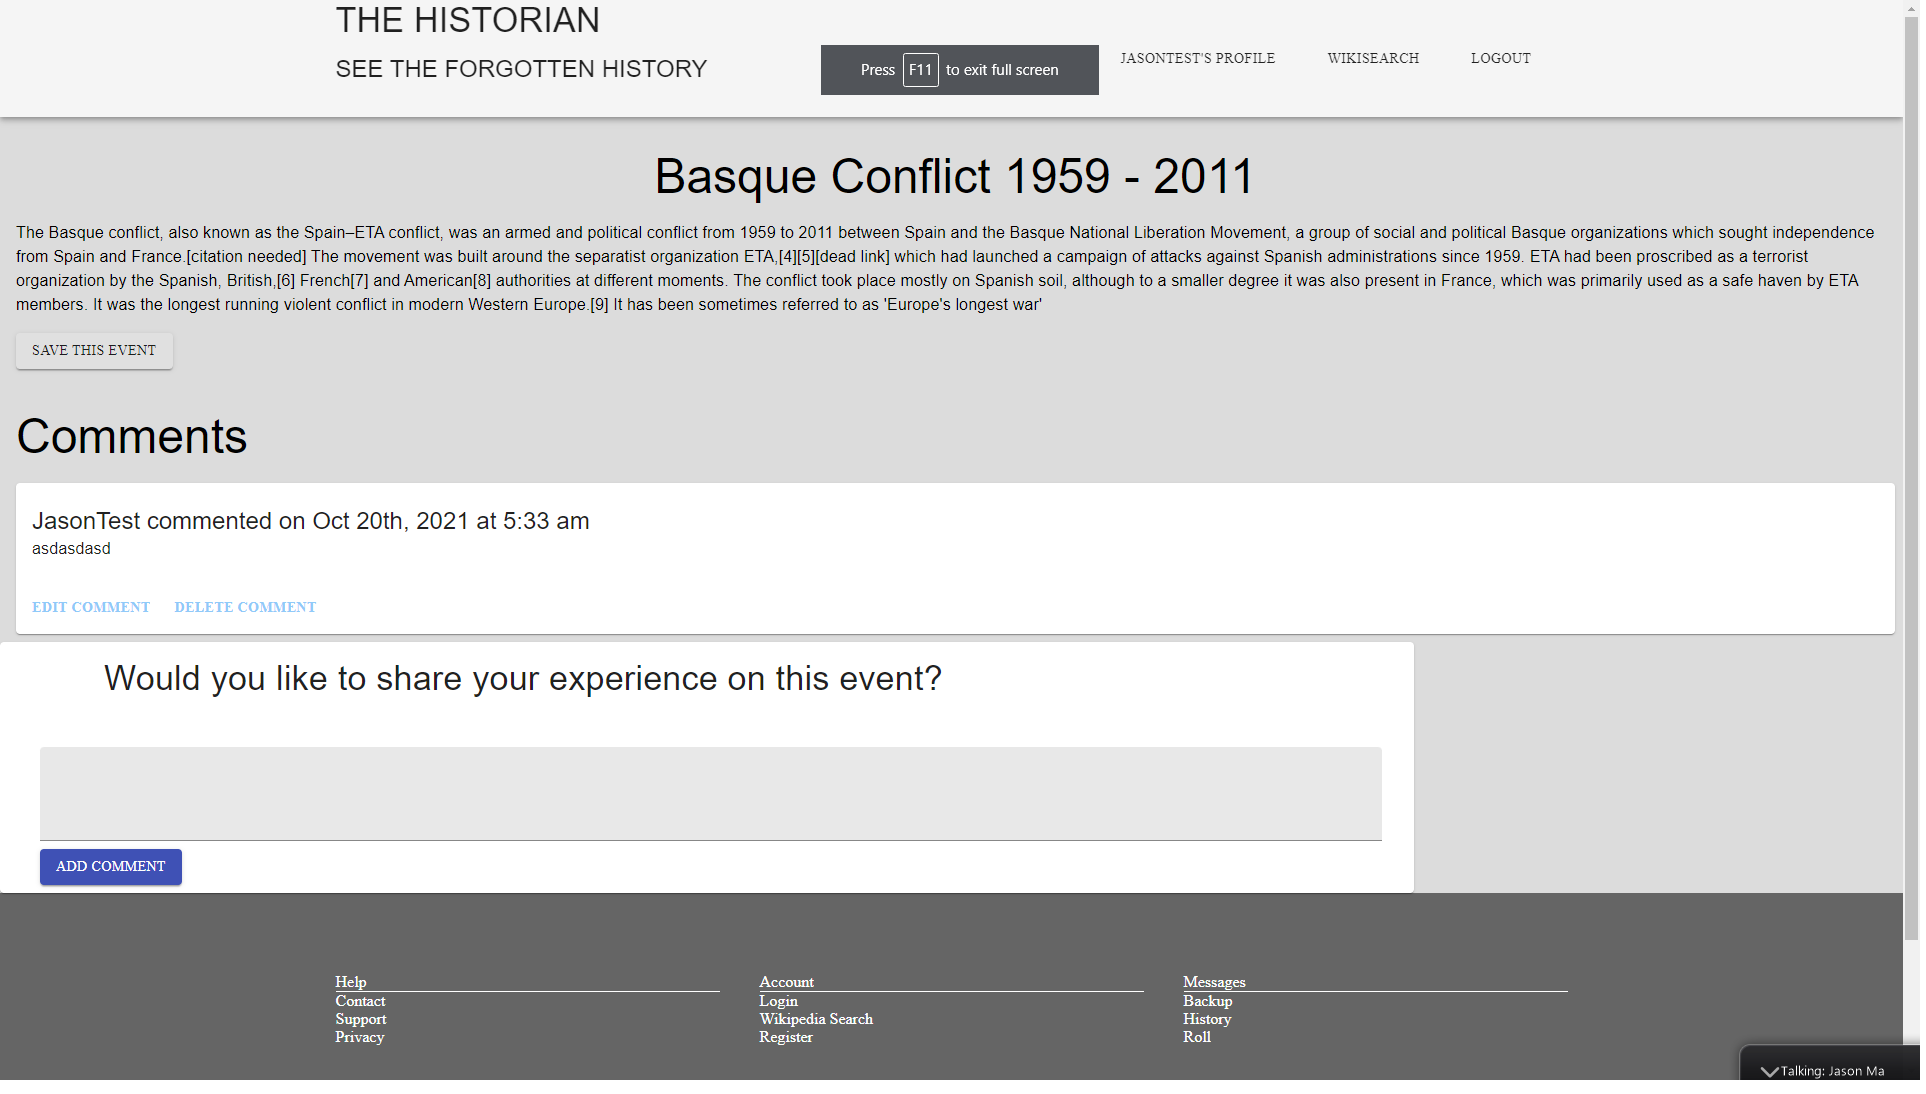 THE HISTORIAN
SEE THE FORGOTTEN HISTORY
Press F11 to exit full screen
JASONTEST'S PROFILE WIKISEARCH LOGOUT
Basque Conflict 1959 - 2011
The Basque conflict, also known as the Spain–ETA conflict, was an armed and political conflict from 1959 to 2011 between Spain and the Basque National Liberation Movement, a group of social and political Basque organizations which sought independence
from Spain and France.[citation needed] The movement was built around the separatist organization ETA,[4][5][dead link] which had launched a campaign of attacks against Spanish administrations since 1959. ETA had been proscribed as a terrorist
organization by the Spanish, British,[6] French[7] and American[8] authorities at different moments. The conflict took place mostly on Spanish soil, although to a smaller degree it was also present in France, which was primarily used as a safe haven by ETA
members. It was the longest running violent conflict in modern Western Europe.[9] It has been sometimes referred to as 'Europe's longest war'
SAVE THIS EVENT
Comments
JasonTest commented on Oct 20th, 2021 at 5:33 am
asdasdasd
EDIT COMMENT DELETE COMMENT
Would you like to share your experience on this event?
ADD COMMENT
Help
Contact
Support
Privacy
Account
Login
Wikipedia Search
Register
Messages
Backup
History
Roll
Talking: Jason Ma